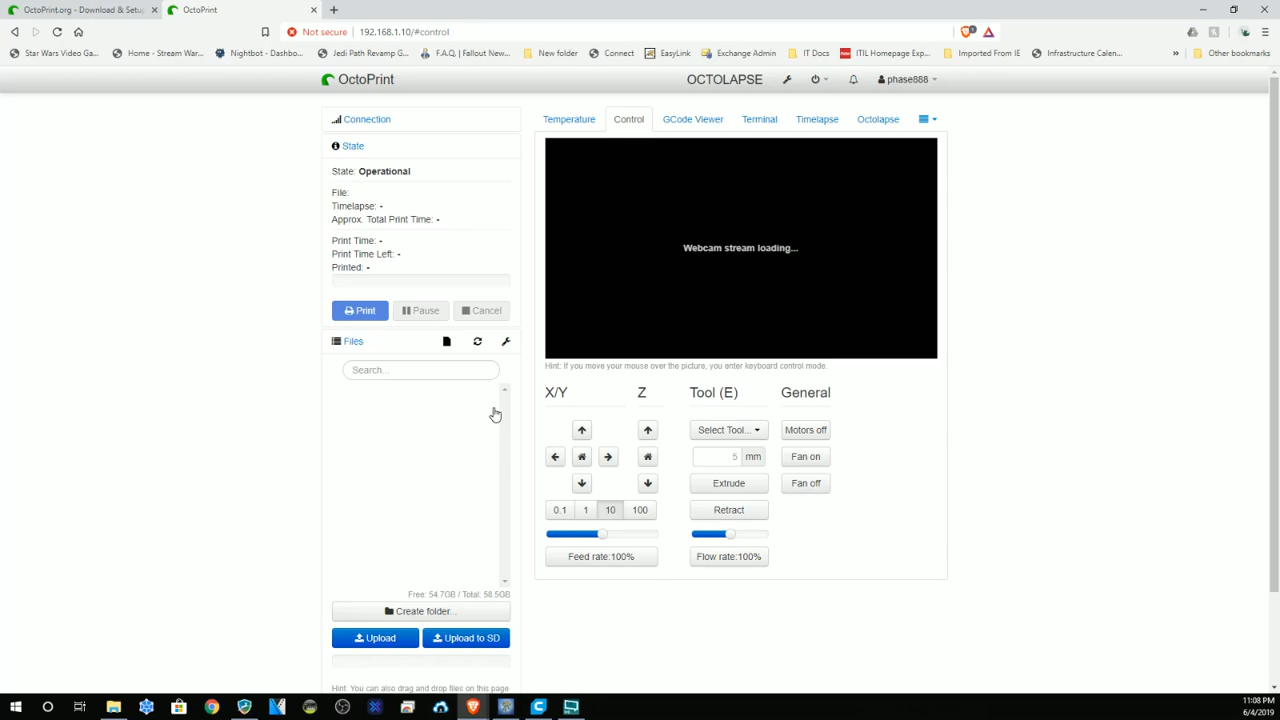 OctoPrint.org - Download & Setu
OctoPrint
Not secure 192.168.1.10/#control
Star Wars Video Ga... Home - Stream War... Nightbot - Dashbo... Jedi Path Revamp G... F.A.Q. | Fallout New... New folder Connect EasyLink Exchange Admin IT Docs ITIL Homepage Exp... Imported From IE Infrastructure Calen... » Other bookmarks
OctoPrint
OCTOLAPSE
phase888
Connection
State
State: Operational
File:
Timelapse: -
Approx. Total Print Time: -
Print Time: -
Print Time Left: -
Printed: -
Print Pause Cancel
Files
Search...
Free: 54.7GB / Total: 58.5GB
Create folder...
Upload Upload to SD
Hint: You can also drag and drop files on this page
Temperature Control GCode Viewer Terminal Timelapse Octolapse
Webcam stream loading...
Hint: If you move your mouse over the picture, you enter keyboard control mode.
X/Y Z Tool (E) General
Select Tool... Motors off
5 mm Fan on
Extrude Fan off
0.1 1 10 100 Retract
Feed rate:100% Flow rate:100%
11:08 PM
6/4/2019